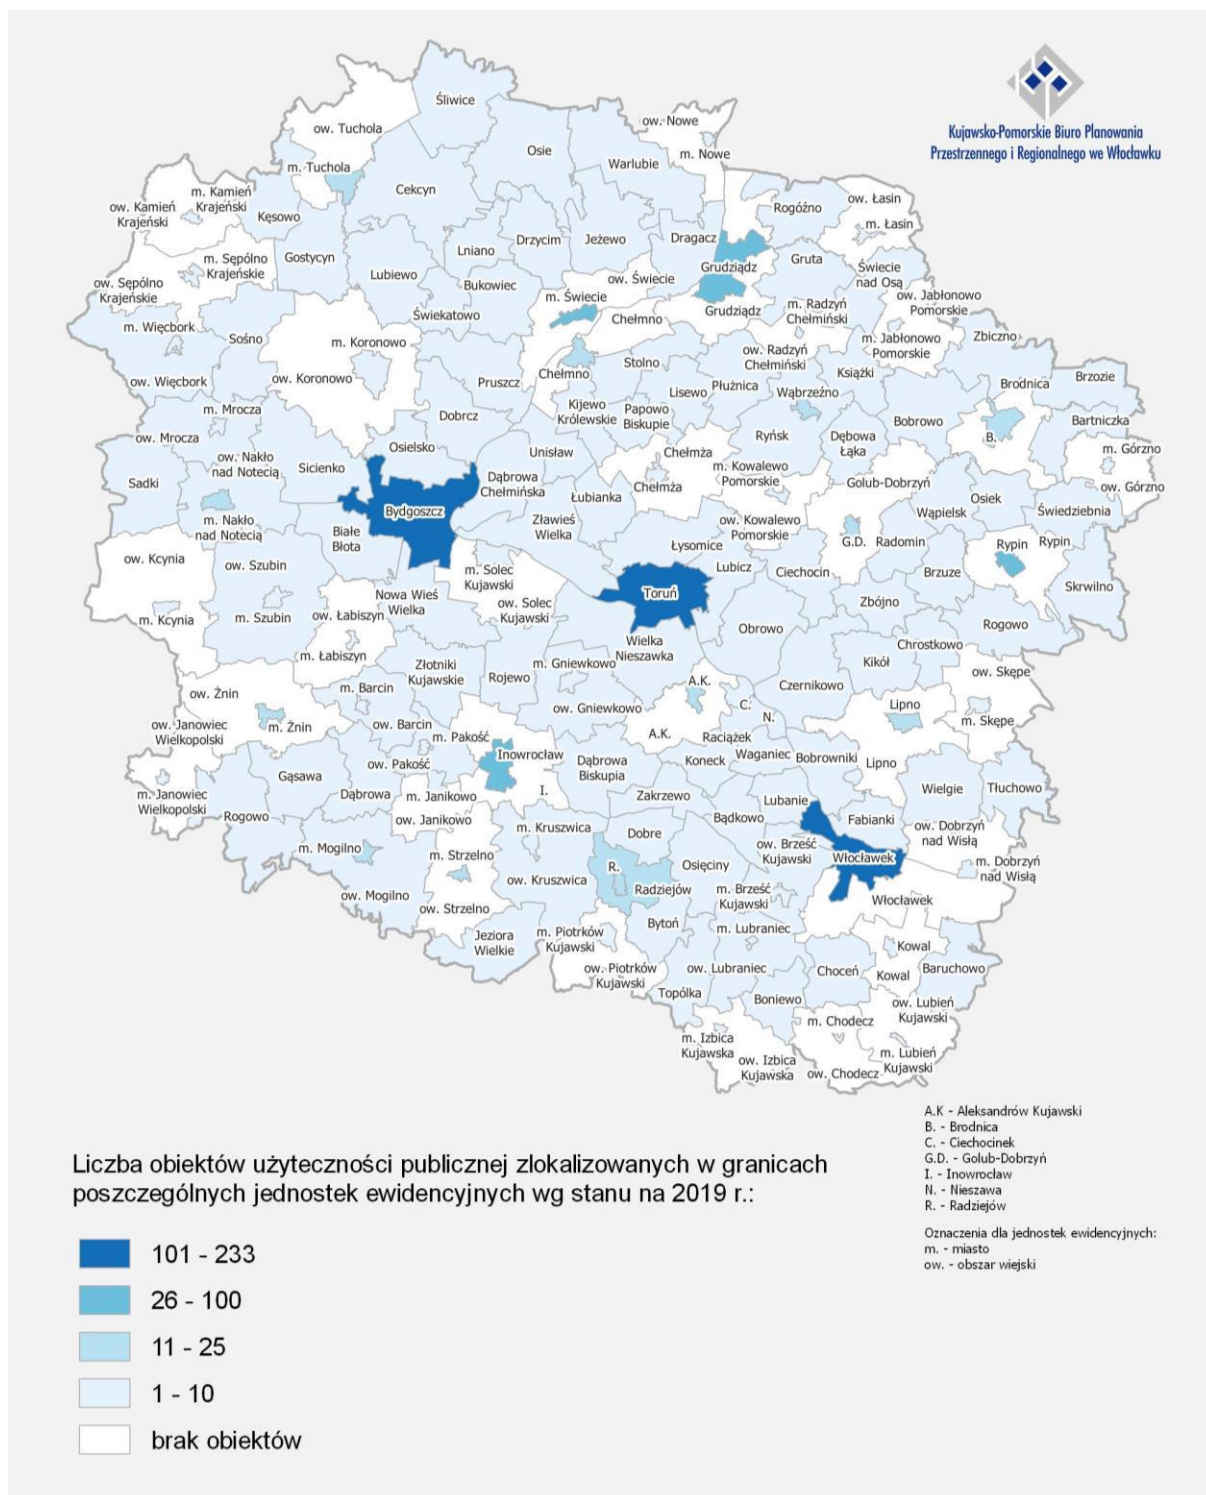 Kujawsko-Pomorskie Biuro Planowania
Przestrzennego i Regionalnego we Włocławku
Śliwice
ow. Tuchola
ow. Nowe
m. Nowe
Osie
Warlubie
m. Tuchola
Cekcyn
m. Kamień
Krajeński
ow. Kamień
Krajeński
Kęsowo
Rogóźno
ow. Łasin
m. Łasin
Drzycim
Jeżewo
Dragacz
Lniano
Gostycyn
m. Sępólno
Krajeńskie
ow. Sępólno
Krajeńskie
Lubiewo
Bukowiec
ow. Świecie
Grudziądz
Gruta
Świecie
nad Osą
m. Świecie
ow. Jabłonowo
Pomorskie
Świekatowo
Chełmno
Grudziądz
m. Radzyń
Chełmiński
m. Więcbork
Sośno
m. Koronowo
m. Jabłonowo
Pomorskie
Zbiczno
ow. Radzyń
Chełmiński
Stolno
Książki
ow. Więcbork
ow. Koronowo
Pruszcz
Chełmno
Lisewo
Płużnica
Wąbrzeźno
Brodnica
Brzozie
m. Mrocza
Dobrcz
Kijewo
Królewskie
Papowo
Biskupie
Bobrowo
Bartniczka
ow. Mrocza
Osielsko
Unisław
Ryńsk
Dębowa
Łąka
B.
m. Górzno
ow. Nakło
nad Notecią
Sicienko
Chełmża
m. Kowalewo
Pomorskie
Sadki
Dąbrowa
Chełmińska
Łubianka
Chełmża
Golub-Dobrzyń
ow. Górzno
Osiek
Bydgoszcz
Wąpielsk
Świedziebnia
m. Nakło
nad Notecią
Białe
Błota
Zławieś
Wielka
ow. Kowalewo
Pomorskie
G.D.
Radomin
Rypin
Rypin
Łysomice
ow. Kcynia
ow. Szubin
m. Solec
Kujawski
Lubicz
Ciechocin
Brzuze
Skrwilno
Toruń
Nowa Wieś
Wielka
ow. Solec
Kujawski
m. Kcynia
m. Szubin
ow. Łabiszyn
Zbójno
Obrowo
Rogowo
m. Łabiszyn
Wielka
Nieszawka
Chrostkowo
Złotniki
Kujawskie
Rojewo
m. Gniewkowo
Kikół
ow. Skępe
ow. Żnin
m. Barcin
A.K.
Czernikowo
ow. Gniewkowo
C.
N.
Lipno
m. Skępe
ow. Janowiec
Wielkopolski
m. Żnin
ow. Barcin
m. Pakość
A.K.
Raciążek
Inowrocław
Dąbrowa
Biskupia
Koneck
Waganiec
Bobrowniki
Lipno
ow. Pakość
Gąsawa
m. Janowiec
Wielkopolski
Dąbrowa
m. Janikowo
I.
Zakrzewo
Lubanie
Wielgie
Tłuchowo
Rogowo
ow. Janikowo
m. Kruszwica
Dobre
Bądkowo
Fabianki
ow. Dobrzyń
nad Wisłą
m. Mogilno
m. Strzelno
ow. Brześć
Kujawski
Włocławek
m. Dobrzyń
nad Wisłą
R.
Osięciny
ow. Kruszwica
Radziejów
m. Brześć
Kujawski
ow. Mogilno
ow. Strzelno
Włocławek
Bytoń
m. Lubraniec
Jeziora
Wielkie
m. Piotrków
Kujawski
Kowal
ow. Piotrków
Kujawski
ow. Lubraniec
Choceń
Kowal
Baruchowo
Topólka
Boniewo
ow. Lubień
Kujawski
m. Chodecz
m. Izbica
Kujawska
ow. Izbica
Kujawska
m. Lubień
Kujawski
ow. Chodecz
A.K - Aleksandrów Kujawski
B. - Brodnica
C. - Ciechocinek
G.D. - Golub-Dobrzyń
I. - Inowrocław
N. - Nieszawa
R. - Radziejów
Oznaczenia dla jednostek ewidencyjnych:
m. - miasto
ow. - obszar wiejski
Liczba obiektów użyteczności publicznej zlokalizowanych w granicach
poszczególnych jednostek ewidencyjnych wg stanu na 2019 r.:
101 - 233
26 - 100
11 - 25
1 - 10
brak obiektów